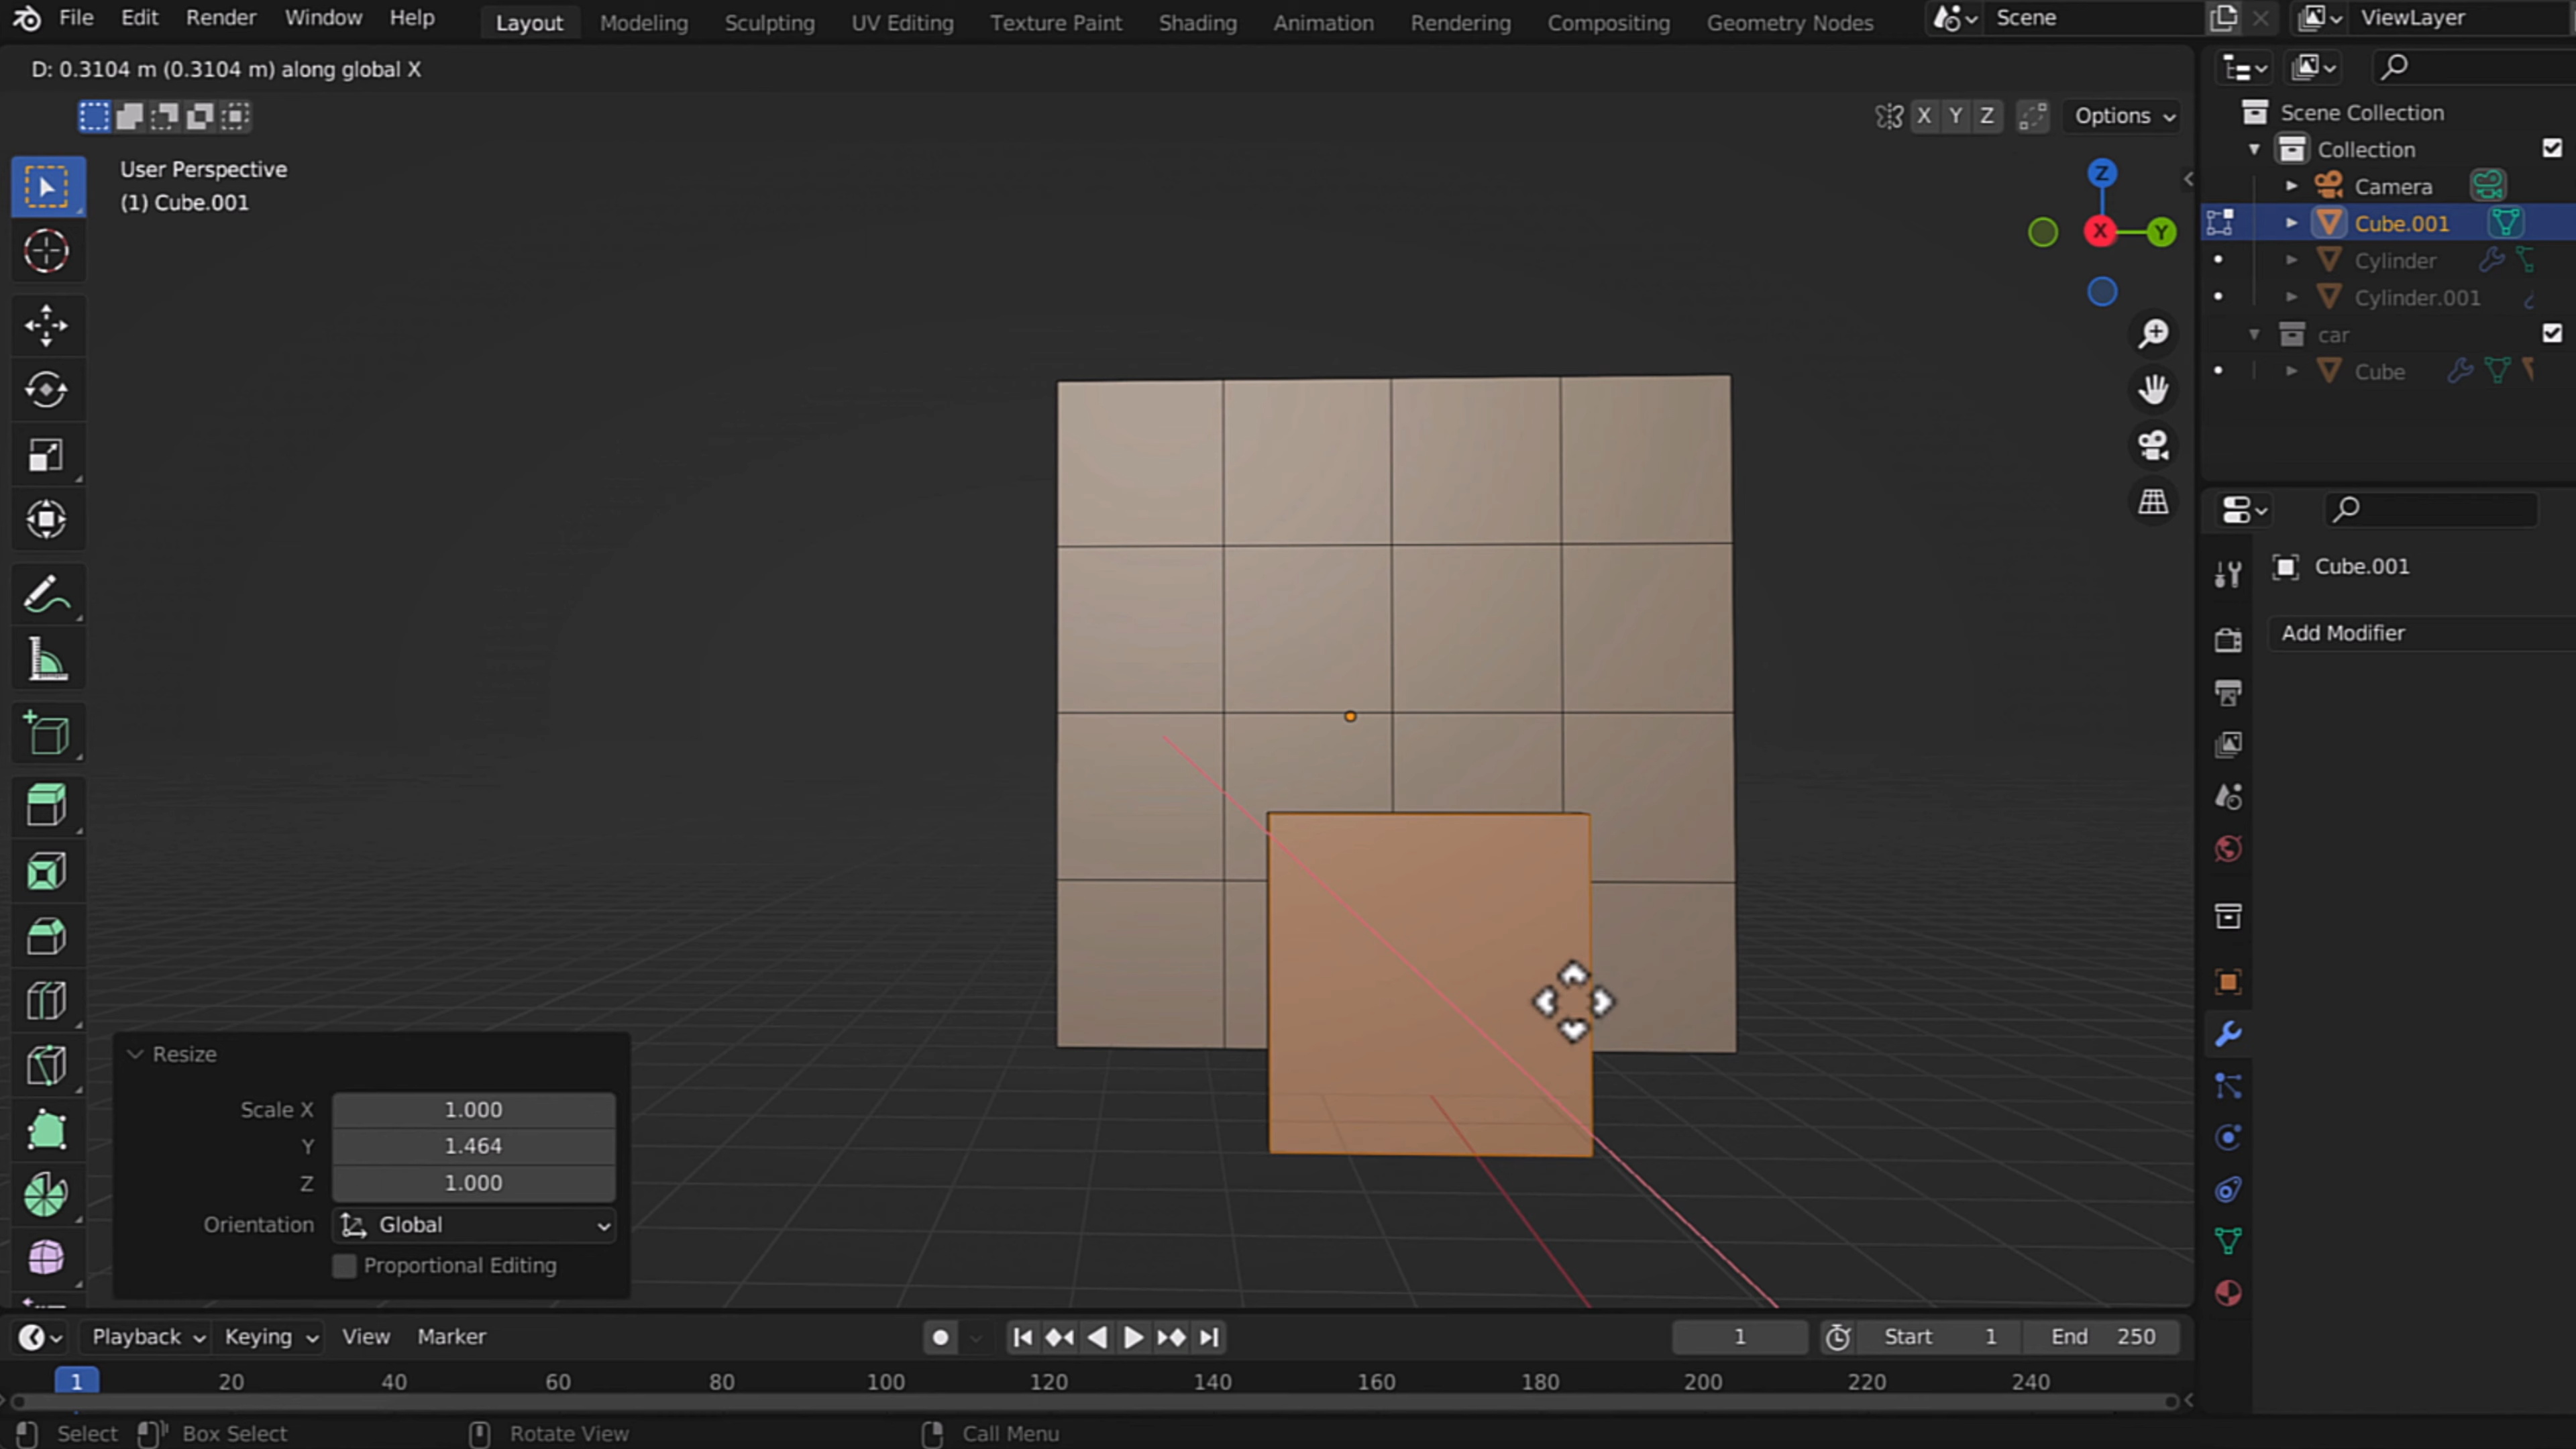 File Edit Render Window Help Layout Modeling Sculpting UV Editing Texture Paint Shading Animation Rendering Compositing Geometry Nodes Scene ViewLayer
D: 0.3104 m (0.3104 m) along global X
X Y Z Options
User Perspective
(1) Cube.001
Z
X
Y
Scene Collection
Collection
Camera
Cube.001
Cylinder
Cylinder.001
car
Cube
Cube.001
Add Modifier
Resize
Scale X 1.000
Y 1.464
Z 1.000
Orientation Global
Proportional Editing
Playback Keying View Marker 1 Start 1 End 250
1 20 40 60 80 100 120 140 160 180 200 220 240
Select Box Select Rotate View Call Menu